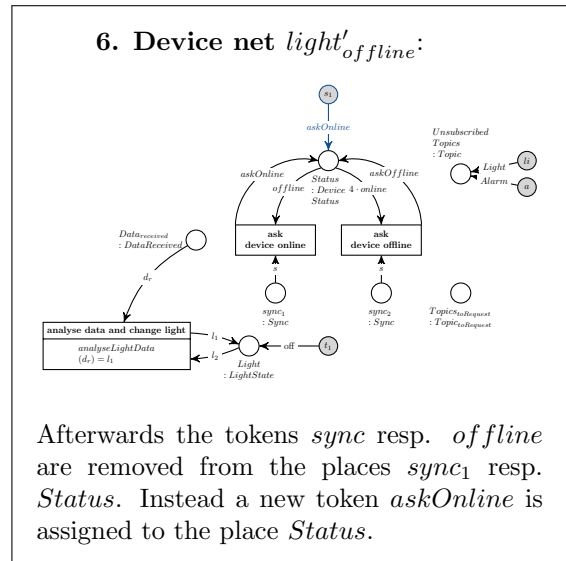 6. Device net light′offline:
s1
askOnline
Unsubscribed
Topics
: Topic
Light
li
Alarm
a
askOnline
askOffline
offline
Status
: Device
Status
4 · online
Datareceived
: DataReceived
ask
device online
ask
device offline
dr
s
s
sync1
: Sync
sync2
: Sync
TopicstoRequest
: TopictoRequest
analyse data and change light
analyseLightData
(dr) = l1
l1
l2
off
t1
Light
: LightState
Afterwards the tokens sync resp. offline
are removed from the places sync1 resp.
Status. Instead a new token askOnline is
assigned to the place Status.